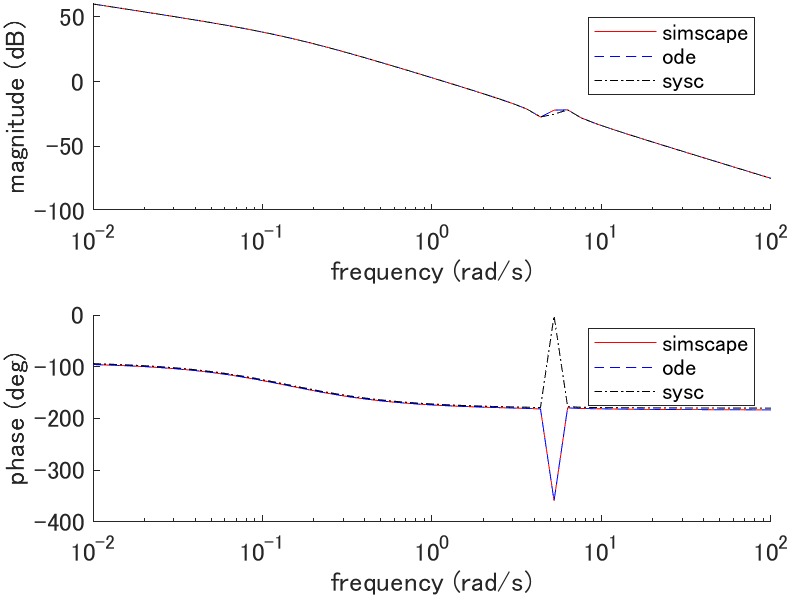 magnitude (dB)
50
0
-50
-100
simscape
ode
sysc
10^-2
10^-1
10^0
10^1
10^2
frequency (rad/s)
phase (deg)
0
-100
-200
-300
-400
simscape
ode
sysc
10^-2
10^-1
10^0
10^1
10^2
frequency (rad/s)